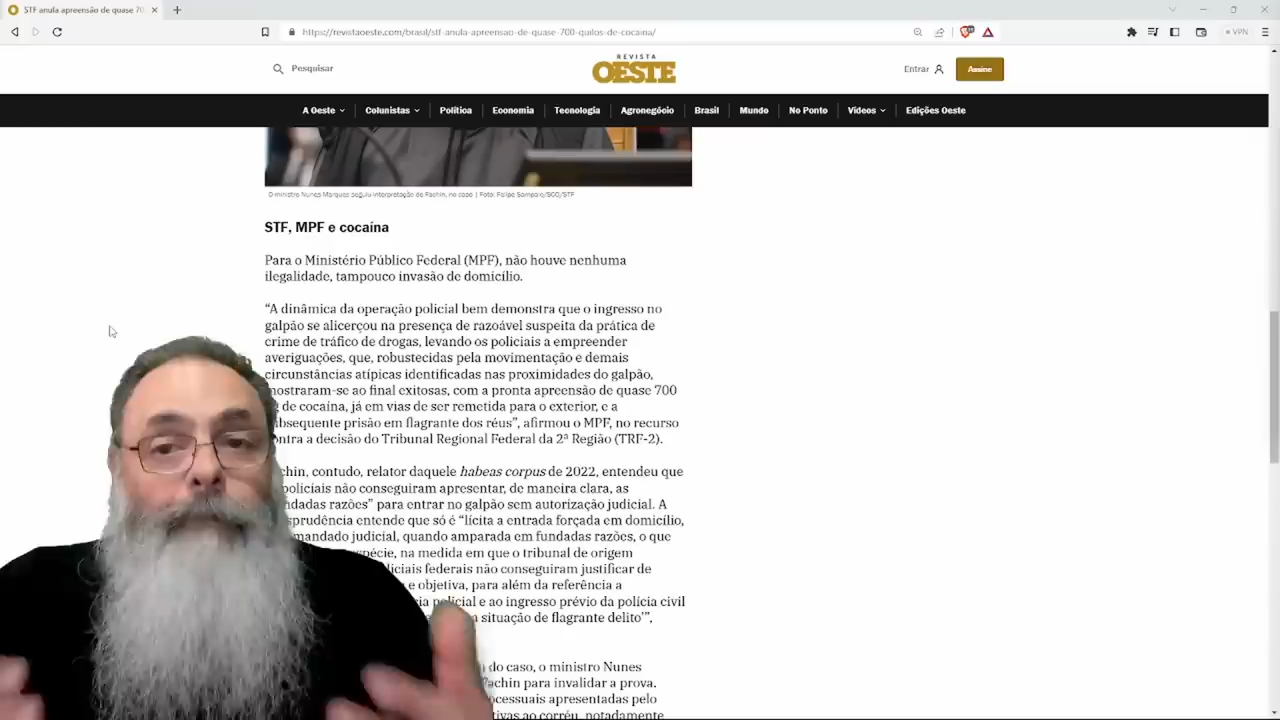 STF anula apreensão de quase 70
https://revistaoeste.com/brasil/stf-anula-apreensao-de-quase-700-quilos-de-cocaina/
VPN
Pesquisar
REVISTA
OESTE
Entrar
Assine
A Oeste
Colunistas
Política
Economia
Tecnologia
Agronegócio
Brasil
Mundo
No Ponto
Vídeos
Edições Oeste
O ministro Nunes Marques seguiu interpretação de Fachin, no caso | Foto: Felipe Sampaio/SCO/STF
STF, MPF e cocaína
Para o Ministério Público Federal (MPF), não houve nenhuma
ilegalidade, tampouco invasão de domicílio.
“A dinâmica da operação policial bem demonstra que o ingresso no
galpão se alicerçou na presença de razoável suspeita da prática de
crime de tráfico de drogas, levando os policiais a empreender
averiguações, que, robustecidas pela movimentação e demais
circunstâncias atípicas identificadas nas proximidades do galpão,
mostraram-se ao final exitosas, com a pronta apreensão de quase 700
de cocaína, já em vias de ser remetida para o exterior, e a
subsequente prisão em flagrante dos réus”, afirmou o MPF, no recurso
contra a decisão do Tribunal Regional Federal da 2ª Região (TRF-2).
chin, contudo, relator daquele habeas corpus de 2022, entendeu que
policiais não conseguiram apresentar, de maneira clara, as
ndadas razões” para entrar no galpão sem autorização judicial. A
sprudência entende que só é “lícita a entrada forçada em domicílio,
mandado judicial, quando amparada em fundadas razões, o que
spécie, na medida em que o tribunal de origem
liciais federais não conseguiram justificar de
e objetiva, para além da referência a
cia policial e ao ingresso prévio da polícia civil
situação de flagrante delito’”,
do caso, o ministro Nunes
Fachin para invalidar a prova.
ocessuais apresentadas pelo
tivas ao corréu, notadamente